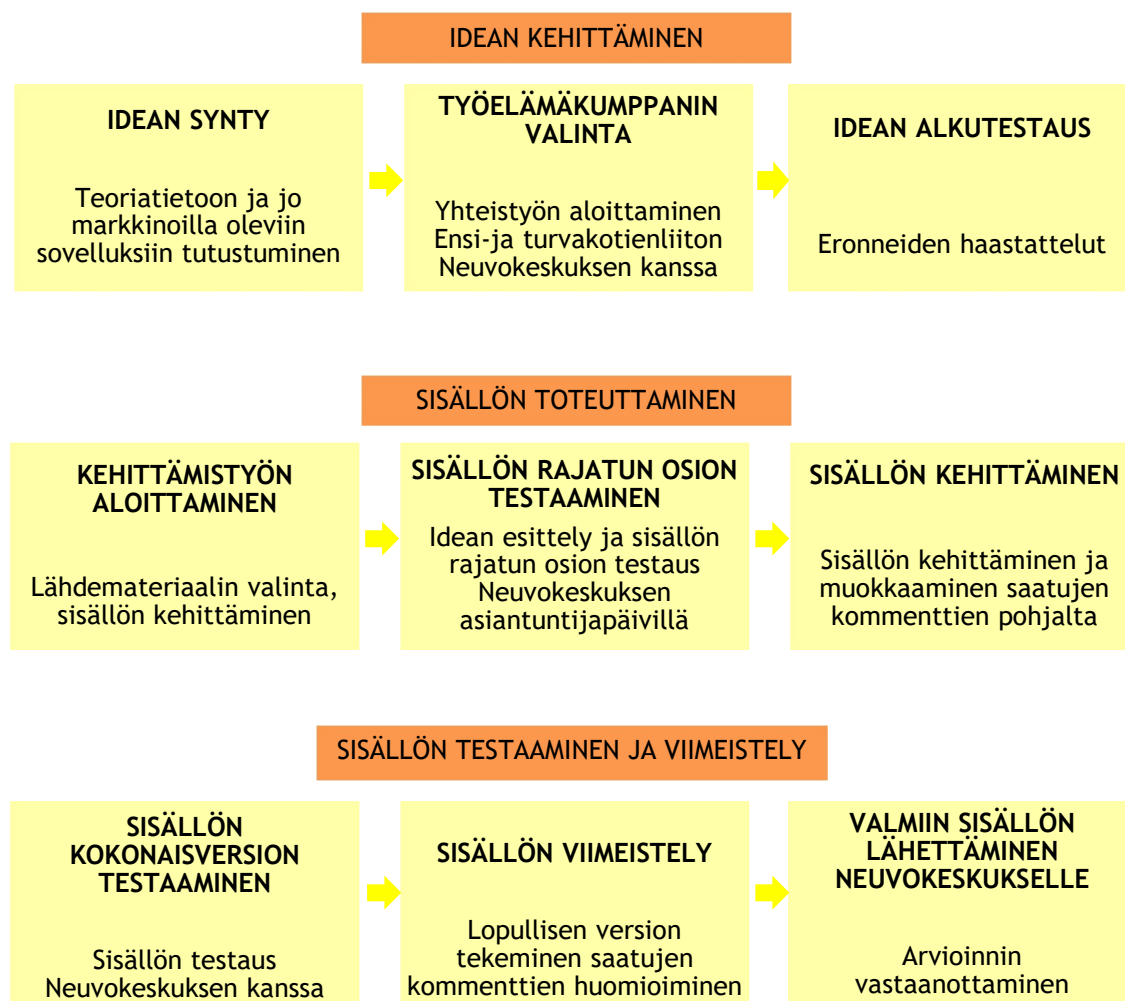 IDEAN KEHITTÄMINEN
IDEAN SYNTY
Teoriatietoon ja jo
markkinoilla oleviin
sovelluksiin tutustuminen
TYÖELÄMÄKUMPPANIN
VALINTA
Yhteistyön aloittaminen
Ensi-ja turvakotienliiton
Neuvokeskuksen kanssa
IDEAN ALKUTESTAUS
Eronneiden haastattelut
SISÄLLÖN TOTEUTTAMINEN
KEHITTÄMISTYÖN
ALOITTAMINEN
Lähdemateriaalin valinta,
sisällön kehittäminen
SISÄLLÖN RAJATUN OSION
TESTAAMINEN
Idean esittely ja sisällön
rajatun osion testaus
Neuvokeskuksen
asiantuntijapäivillä
SISÄLLÖN KEHITTÄMINEN
Sisällön kehittäminen ja
muokkaaminen saatujen
kommenttien pohjalta
SISÄLLÖN TESTAAMINEN JA VIIMEISTELY
SISÄLLÖN
KOKONAISVERSION
TESTAAMINEN
Sisällön testaus
Neuvokeskuksen kanssa
SISÄLLÖN VIIMEISTELY
Lopullisen version
tekeminen saatujen
kommenttien huomioiminen
VALMIIN SISÄLLÖN
LÄHETTÄMINEN
NEUVOKESKUKSELLE
Arvioinnin
vastaanottaminen